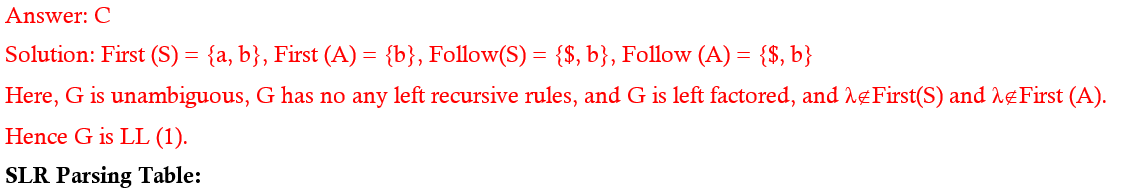 Answer: C
Solution: First (S) = {a, b}, First (A) = {b}, Follow(S) = {$, b}, Follow (A) = {$, b}
Here, G is unambiguous, G has no any left recursive rules, and G is left factored, and λ∉First(S) and λ∉First (A).
Hence G is LL (1).
SLR Parsing Table: